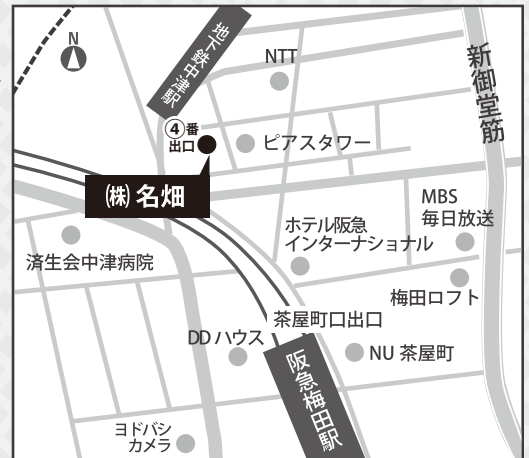 N
地下鉄中津駅
NTT
新御堂筋
④番
出口
ピアスタワー
㈱ 名畑
MBS
毎日放送
ホテル阪急
インターナショナル
済生会中津病院
梅田ロフト
茶屋町口出口
DD ハウス
NU 茶屋町
阪急梅田駅
ヨドバシ
カメラ